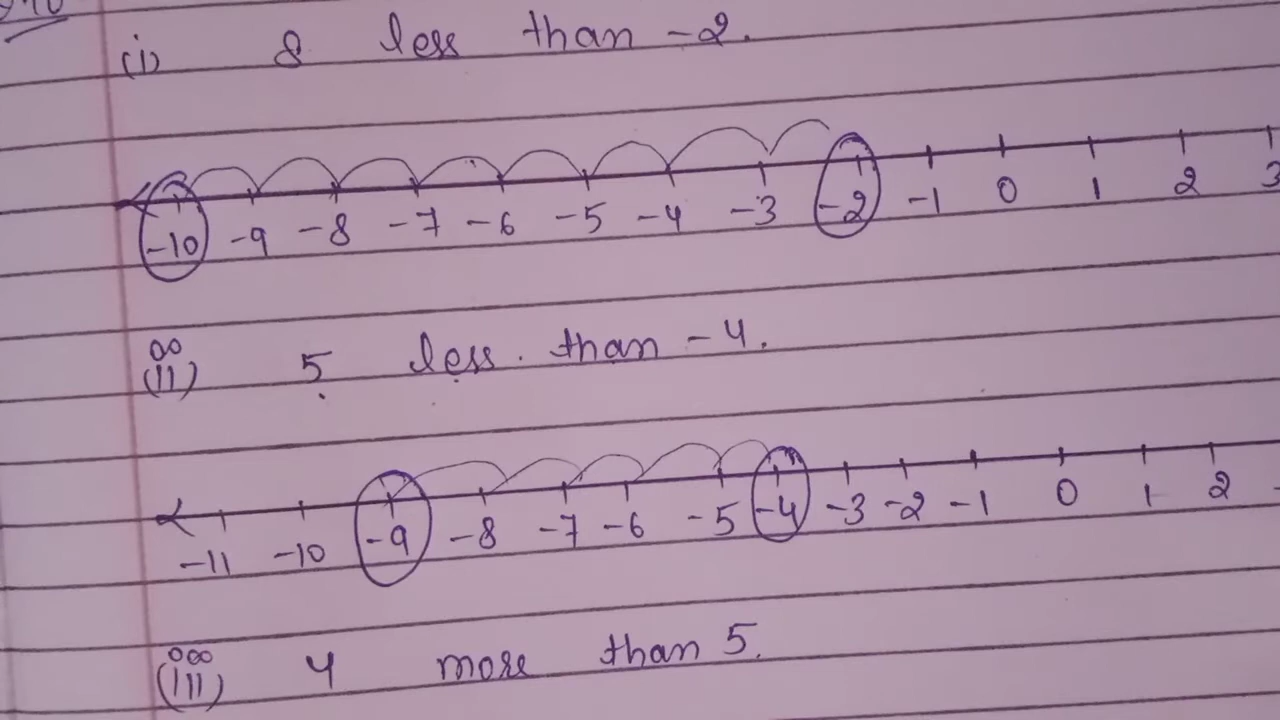 (i) 8 less than -2.
-10 -9 -8 -7 -6 -5 -4 -3 -2 -1 0 1 2 3
(ii) 5 less than -4.
-11 -10 -9 -8 -7 -6 -5 -4 -3 -2 -1 0 1 2
(iii) 4 more than 5.